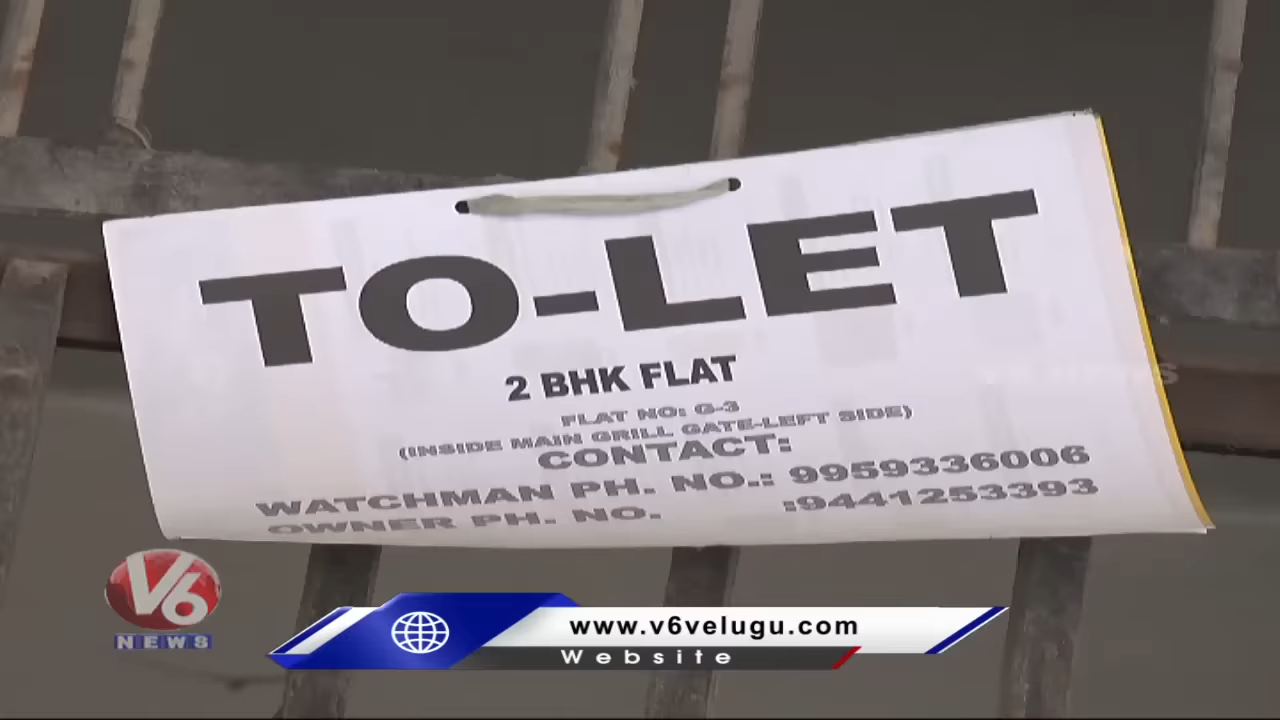 TO-LET
2 BHK FLAT
FLAT NO: G-3
(INSIDE MAIN GRILL GATE-LEFT SIDE)
CONTACT:
WATCHMAN PH. NO.: 9959336006
OWNER PH. NO. :9441253393
V6
NEWS
www.v6velugu.com
Website